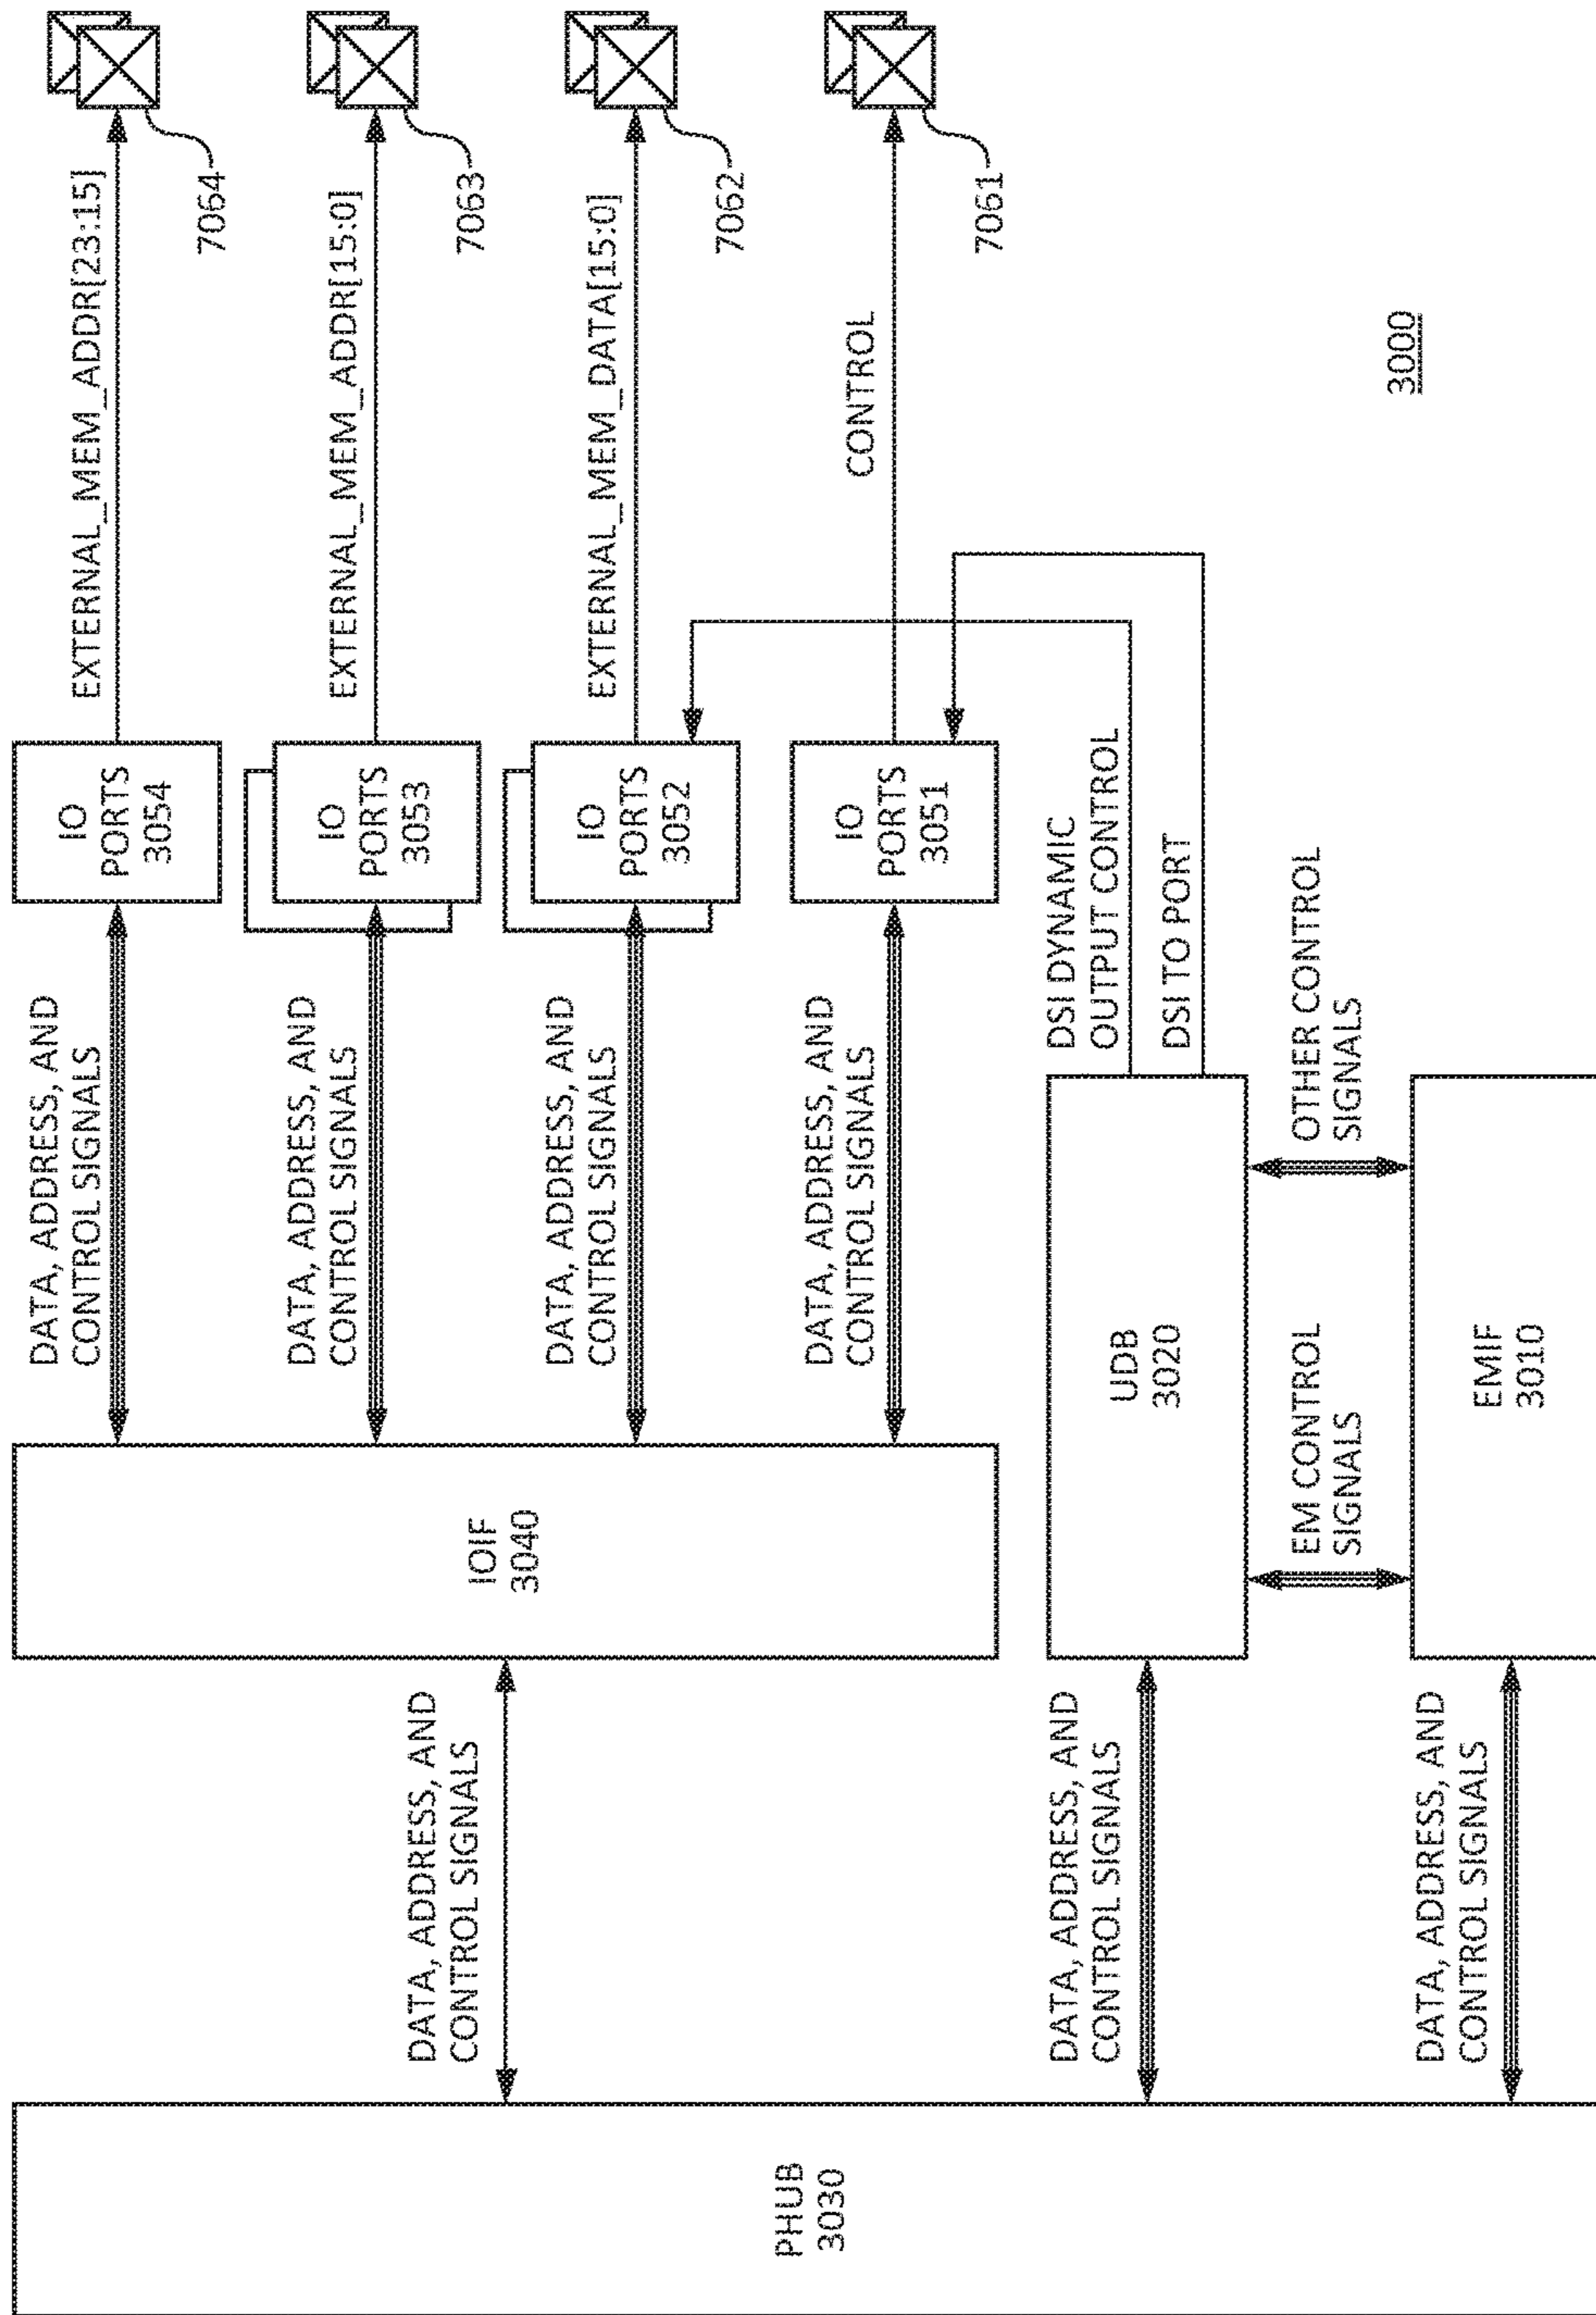 PHUB
3030
DATA, ADDRESS, AND
CONTROL SIGNALS
DATA, ADDRESS, AND
CONTROL SIGNALS
DATA, ADDRESS, AND
CONTROL SIGNALS
IOIF
3040
UDB
3020
EM CONTROL
SIGNALS
OTHER CONTROL
SIGNALS
EMIF
3010
DATA, ADDRESS, AND
CONTROL SIGNALS
DATA, ADDRESS, AND
CONTROL SIGNALS
DATA, ADDRESS, AND
CONTROL SIGNALS
DATA, ADDRESS, AND
CONTROL SIGNALS
DSI DYNAMIC
OUTPUT CONTROL
DSI TO PORT
IO
PORTS
3054
IO
PORTS
3053
IO
PORTS
3052
IO
PORTS
3051
EXTERNAL_MEM_ADDR[23:15]
EXTERNAL_MEM_ADDR[15:0]
EXTERNAL_MEM_DATA[15:0]
CONTROL
7064
7063
7062
7061
3000